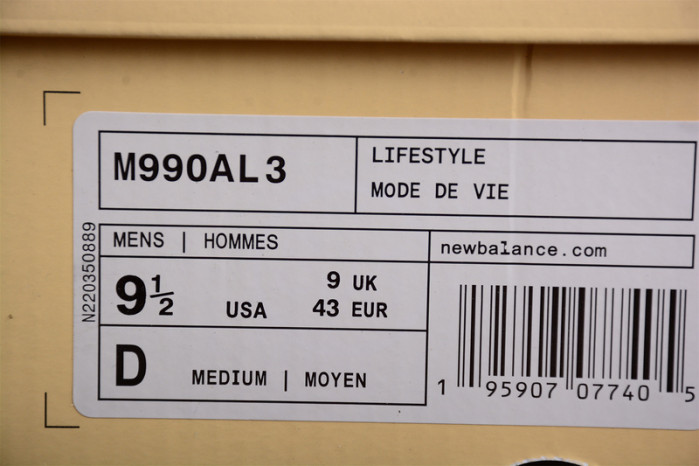 M990AL3
LIFESTYLE
MODE DE VIE
N220350889
MENS | HOMMES
newbalance.com
9½ USA
9 UK
43 EUR
D
MEDIUM | MOYEN
1 95907 07740 5